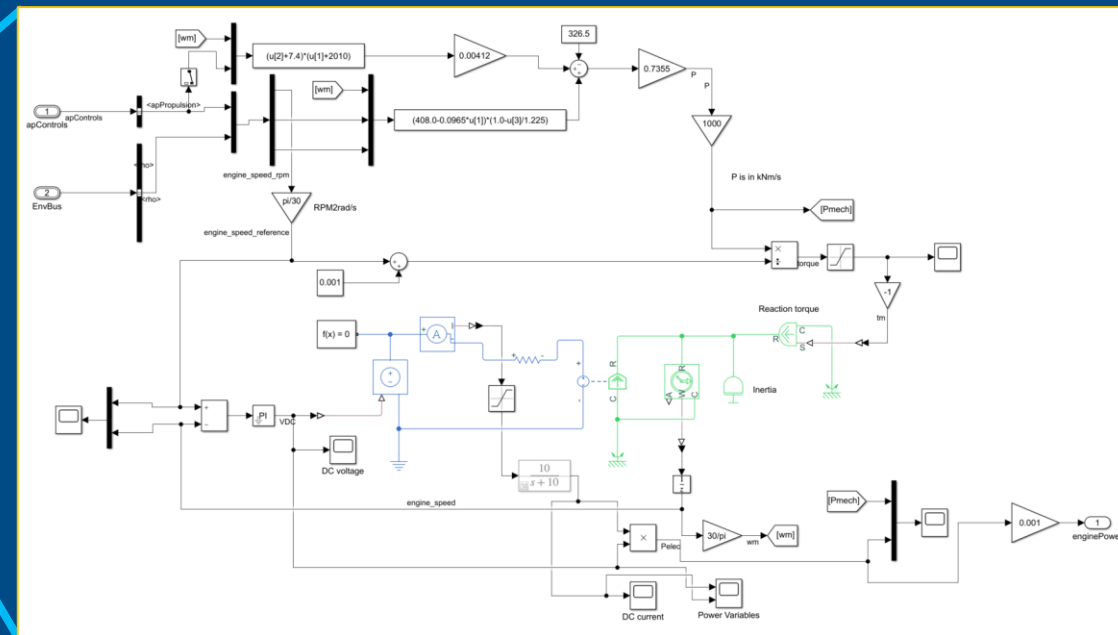 [wm]
326.5
(u[2]+7.4)*(u[1]+2010)
0.00412
0.7355
P
P
[wm]
<apPropulsion>
1
apControls
apControls
(408.0-0.0965*u[1])*(1.0-u[3]/1.225)
1000
<rho>
engine_speed_rpm
P is in kNm/s
2
EnvBus
pi/30
RPM2rad/s
[Pmech]
engine_speed_reference
×
÷
torque
0.001
-1
tm
Reaction torque
f(x) = 0
+
A
I
+
-
+
-
R
C
R
C
S
A
W
R
C
Inertia
+
-
PI
VDC
DC voltage
10
s+10
engine_speed
×
Pelec
30/pi
wm
[wm]
[Pmech]
0.001
1
enginePowe
DC current
Power Variables